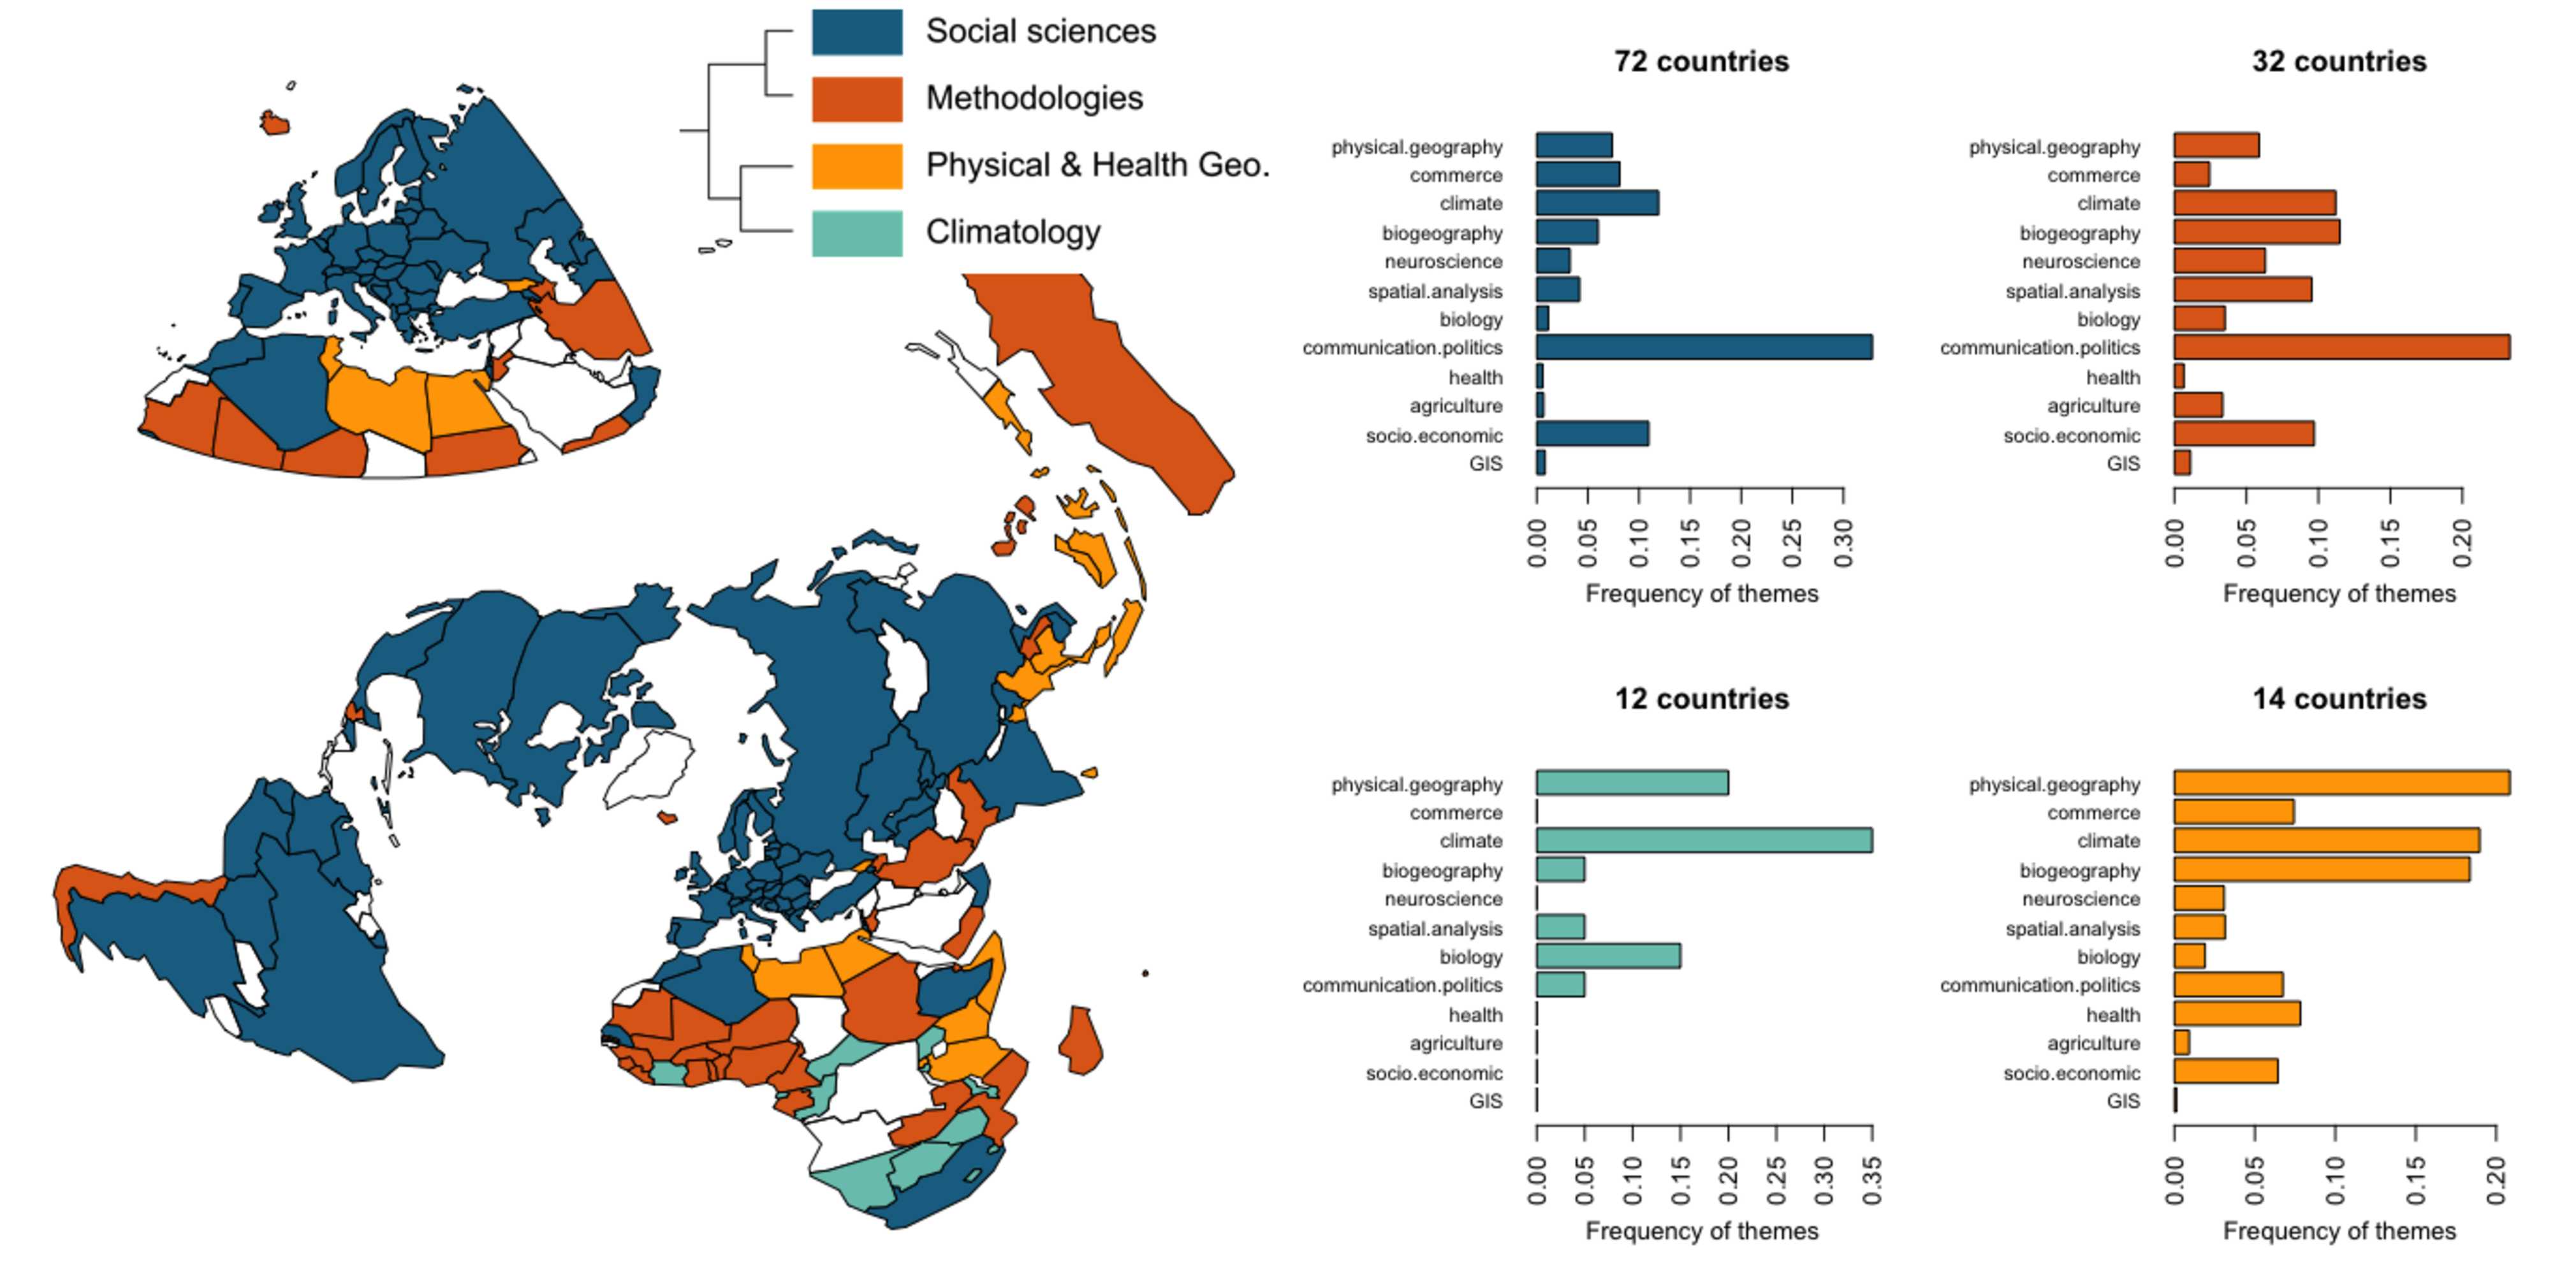 Social sciences
Methodologies
Physical & Health Geo.
Climatology
72 countries
physical.geography
commerce
climate
biogeography
neuroscience
spatial.analysis
biology
communication.politics
health
agriculture
socio.economic
GIS
0.00 0.05 0.10 0.15 0.20 0.25 0.30
Frequency of themes
32 countries
physical.geography
commerce
climate
biogeography
neuroscience
spatial.analysis
biology
communication.politics
health
agriculture
socio.economic
GIS
0.00 0.05 0.10 0.15 0.20
Frequency of themes
12 countries
physical.geography
commerce
climate
biogeography
neuroscience
spatial.analysis
biology
communication.politics
health
agriculture
socio.economic
GIS
0.00 0.05 0.10 0.15 0.20 0.25 0.30 0.35
Frequency of themes
14 countries
physical.geography
commerce
climate
biogeography
neuroscience
spatial.analysis
biology
communication.politics
health
agriculture
socio.economic
GIS
0.00 0.05 0.10 0.15 0.20
Frequency of themes